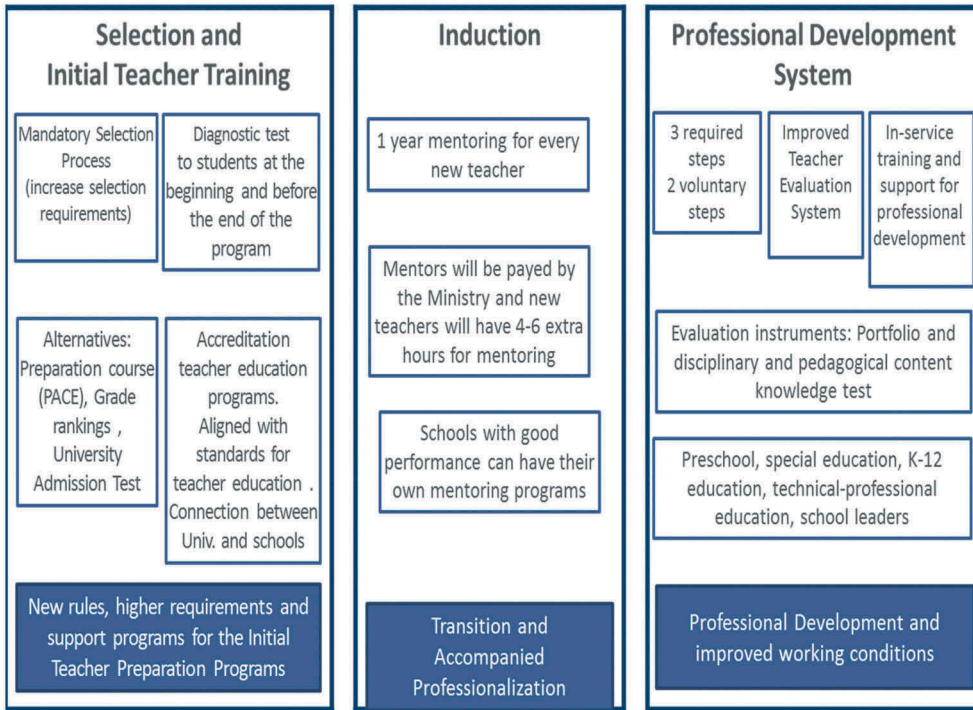 Selection and
Initial Teacher Training
Mandatory Selection
Process
(increase selection
requirements)
Diagnostic test
to students at the
beginning and before
the end of the
program
Alternatives:
Preparation course
(PACE), Grade
rankings ,
University
Admission Test
Accreditation
teacher education
programs.
Aligned with
standards for
teacher education .
Connection between
Univ. and schools
New rules, higher requirements and
support programs for the Initial
Teacher Preparation Programs
Induction
1 year mentoring for every
new teacher
Mentors will be payed by
the Ministry and new
teachers will have 4-6 extra
hours for mentoring
Schools with good
performance can have their
own mentoring programs
Transition and
Accompanied
Professionalization
Professional Development
System
3 required
steps
2 voluntary
steps
Improved
Teacher
Evaluation
System
In-service
training and
support for
professional
development
Evaluation instruments: Portfolio and
disciplinary and pedagogical content
knowledge test
Preschool, special education, K-12
education, technical-professional
education, school leaders
Professional Development and
improved working conditions